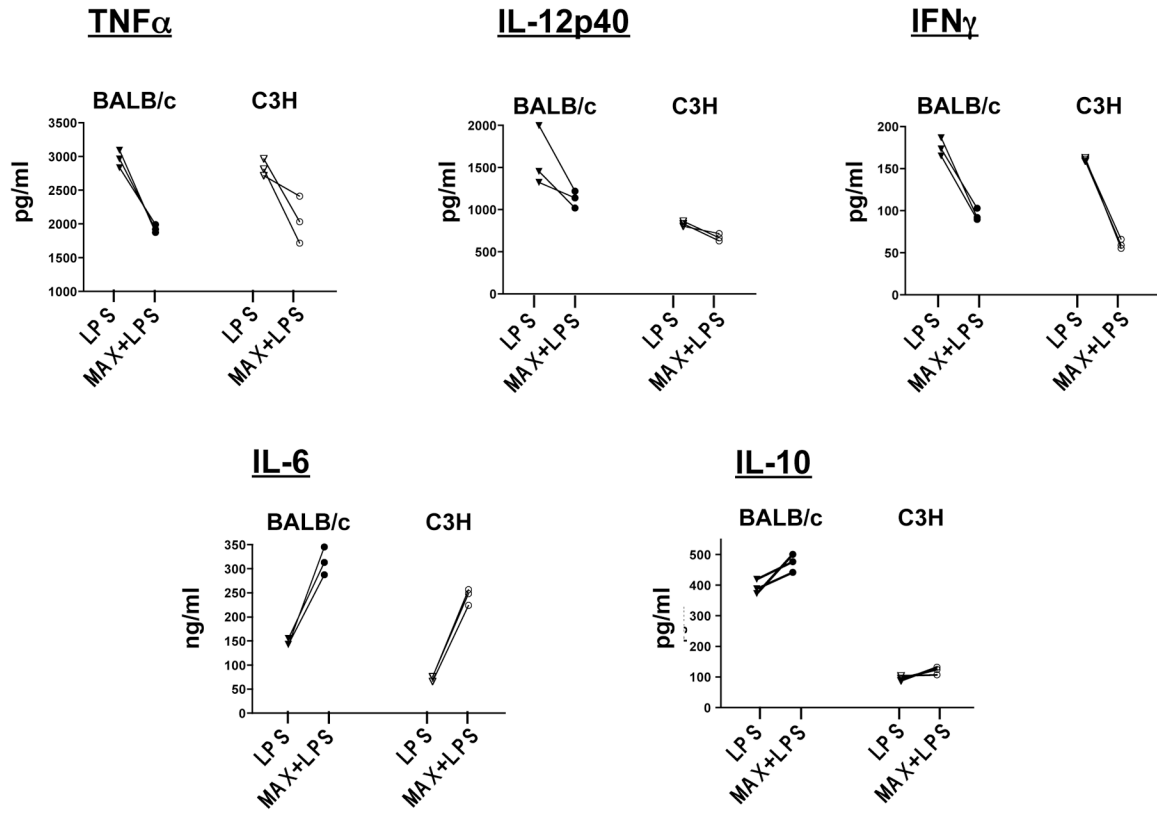 TNFα
IL-12p40
IFNγ
BALB/c C3H
BALB/c C3H
BALB/c C3H
pg/ml
3500
3000
2500
2000
1500
1000
LPS
MAX+LPS
LPS
MAX+LPS
pg/ml
2000
1500
1000
500
0
LPS
MAX+LPS
LPS
MAX+LPS
pg/ml
200
150
100
50
0
LPS
MAX+LPS
LPS
MAX+LPS
IL-6
IL-10
BALB/c C3H
BALB/c C3H
ng/ml
350
300
250
200
150
100
50
0
LPS
MAX+LPS
LPS
MAX+LPS
pg/ml
500
400
300
200
100
0
LPS
MAX+LPS
LPS
MAX+LPS